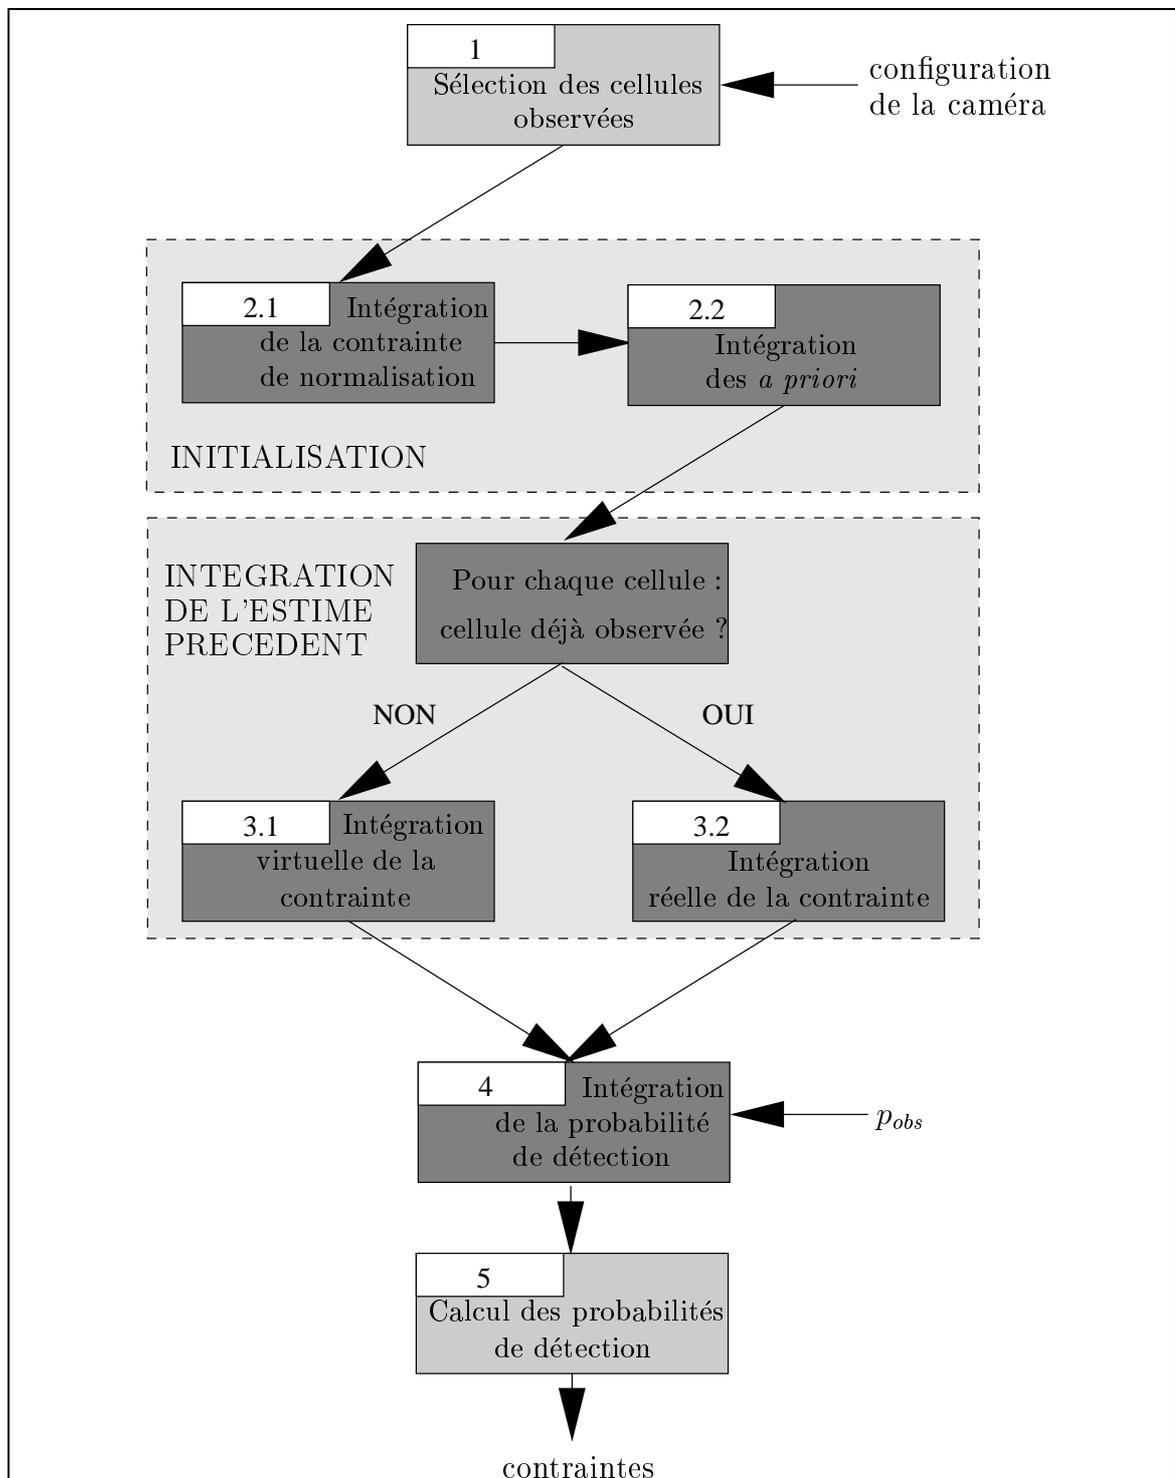 1
Sélection des cellules
observées
configuration
de la caméra
2.1
Intégration
de la contrainte
de normalisation
2.2
Intégration
des a priori
INITIALISATION
INTEGRATION
DE L'ESTIME
PRECEDENT
Pour chaque cellule :
cellule déjà observée ?
NON
OUI
3.1
Intégration
virtuelle de la
contrainte
3.2
Intégration
réelle de la contrainte
4
Intégration
de la probabilité
de détection
p_obs
5
Calcul des probabilités
de détection
contraintes